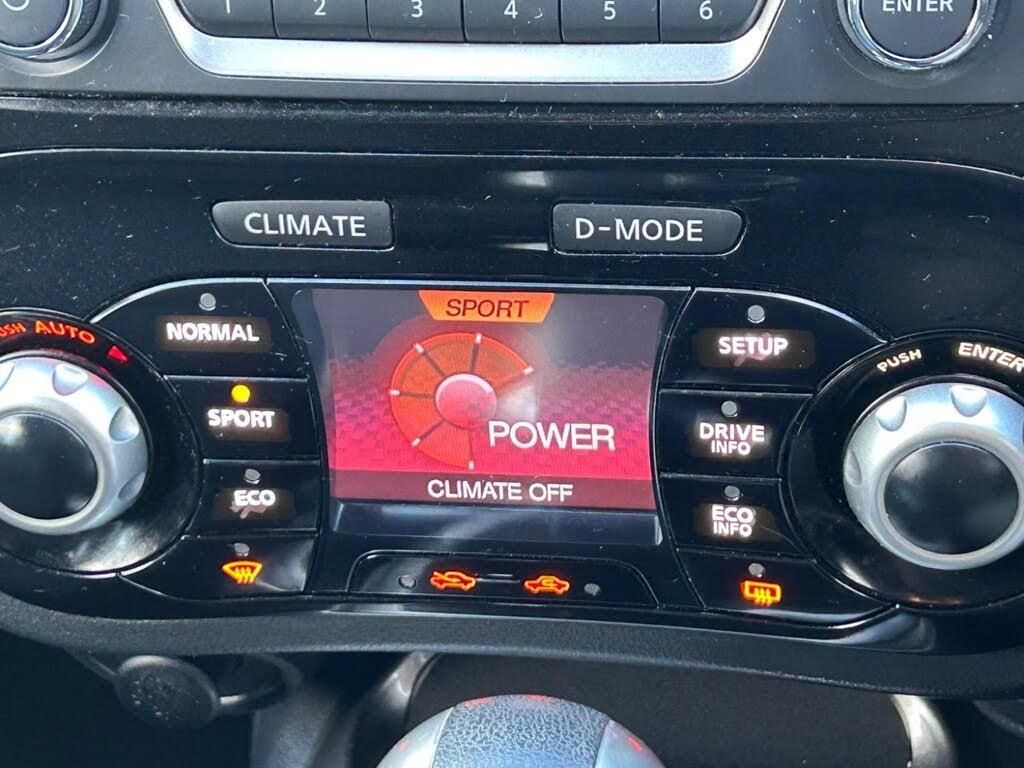 1 2 3 4 5 6
ENTER
CLIMATE
D-MODE
SPORT
NORMAL
SETUP
PUSH AUTO
PUSH ENTER
SPORT
DRIVE
INFO
POWER
CLIMATE OFF
ECO
ECO
INFO